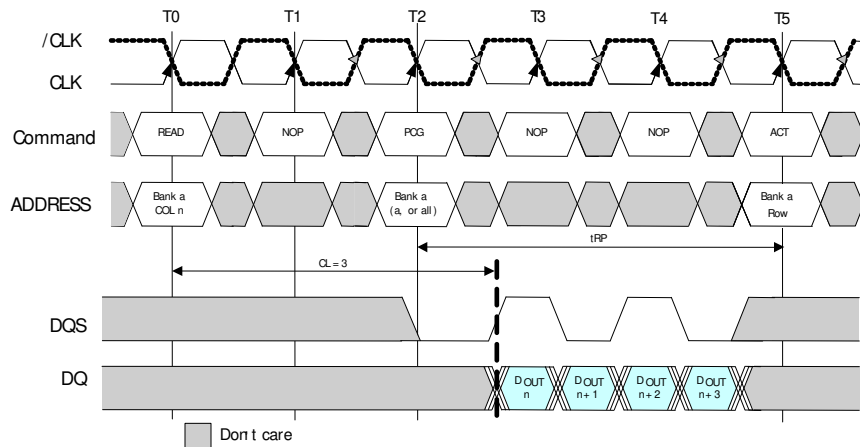 T0 T1 T2 T3 T4 T5
/CLK
CLK
Command READ NOP PCG NOP NOP ACT
ADDRESS
Bank a
COL n
Bank a
(a, or all)
Bank a
Row
tRP
CL = 3
DQS
DQ
DOUT
n
DOUT
n+1
DOUT
n+2
DOUT
n+3
Don't care